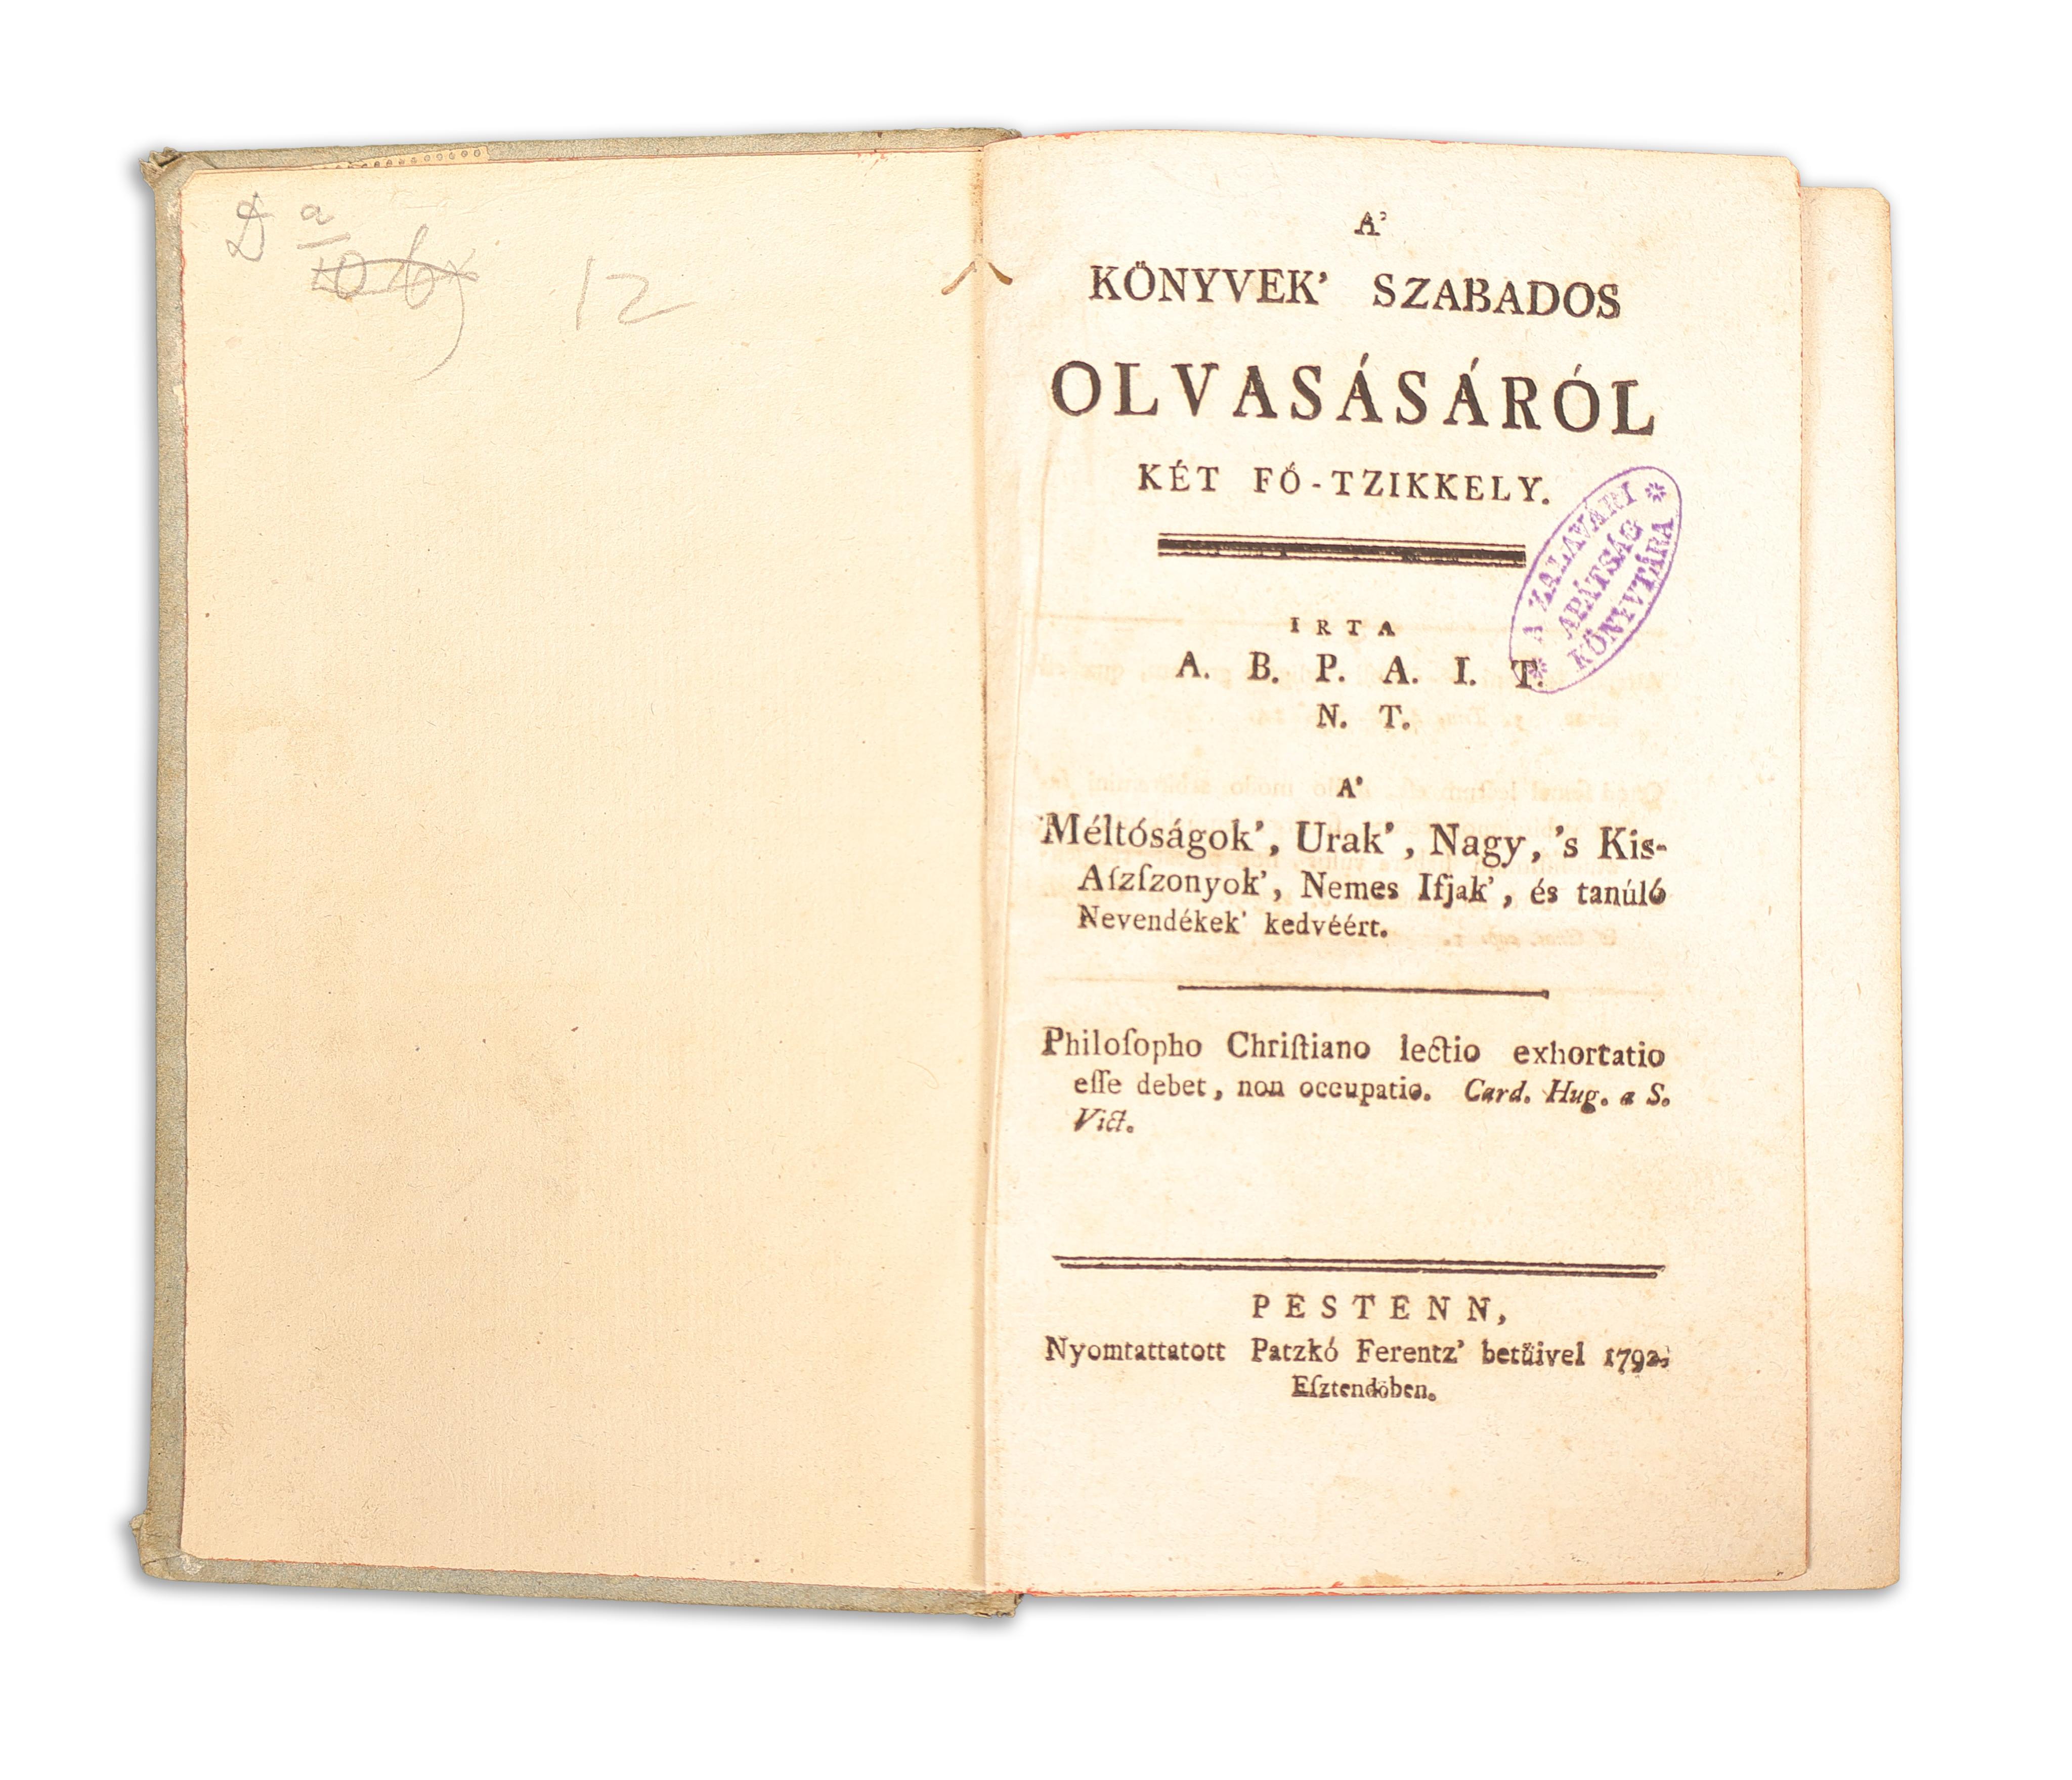 D a
12
A'
KÖNYVEK' SZABADOS
OLVASÁSÁRÓL
KÉT FŐ-TZIKKELY.
A ZALAVÁRI
APÁTSÁG
KÖNYVTÁRA
IRTA
A. B. P. A. I. T.
N. T.
A'
Méltóságok', Urak', Nagy, 's Kis-
Aſzſzonyok', Nemes Ifjak', és tanúló
Nevendékek' kedvéért.
Philoſopho Chriſtiano lectio exhortatio
eſſe debet, non occupatio. Card. Hug. a S.
Vict.
PESTENN,
Nyomtattatott Patzkó Ferentz' betűivel 1792.
Eſztendőben.